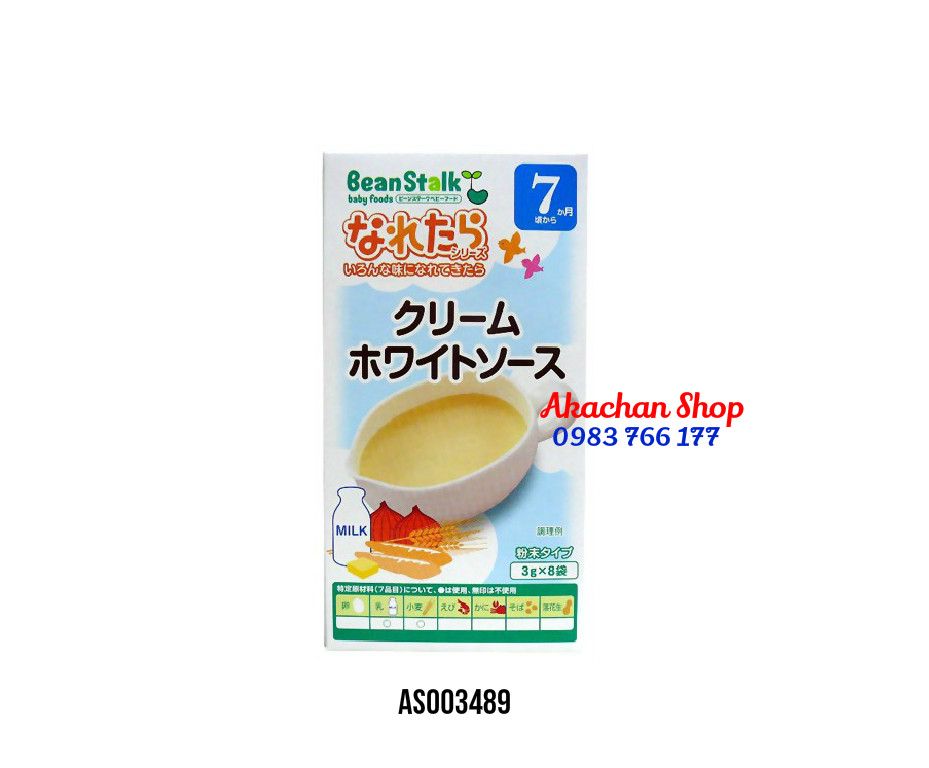 BeanStalk
baby foods ビーンスタークベビーフード
なれたら
シリーズ
いろんな味になれてきたら
7
か月
頃から
クリーム
ホワイトソース
Akachan Shop
0983 766 177
MILK
調理例
粉末タイプ
3g×8袋
特定原材料(7品目)について、●は使用、無印は不使用
卵 乳 小麦 えび かに そば 落花生
○ ○
AS003489